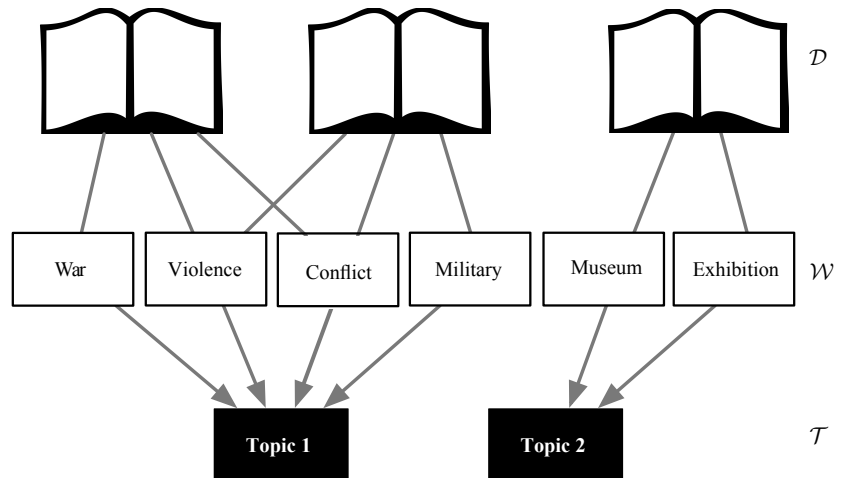 𝒟
War Violence Conflict Military Museum Exhibition 𝒲
Topic 1 Topic 2 𝒯